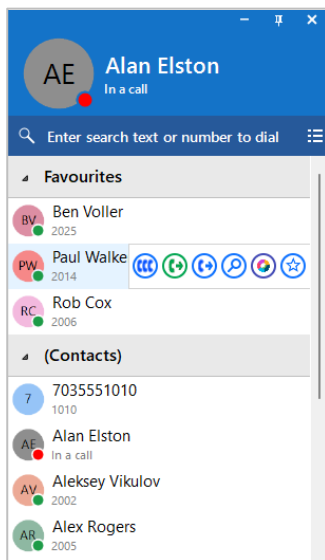 AE
Alan Elston
In a call
Enter search text or number to dial
Favourites
BV
Ben Voller
2025
PW
Paul Walke
2014
RC
Rob Cox
2006
(Contacts)
7
7035551010
1010
AE
Alan Elston
In a call
AV
Aleksey Vikulov
2002
AR
Alex Rogers
2005